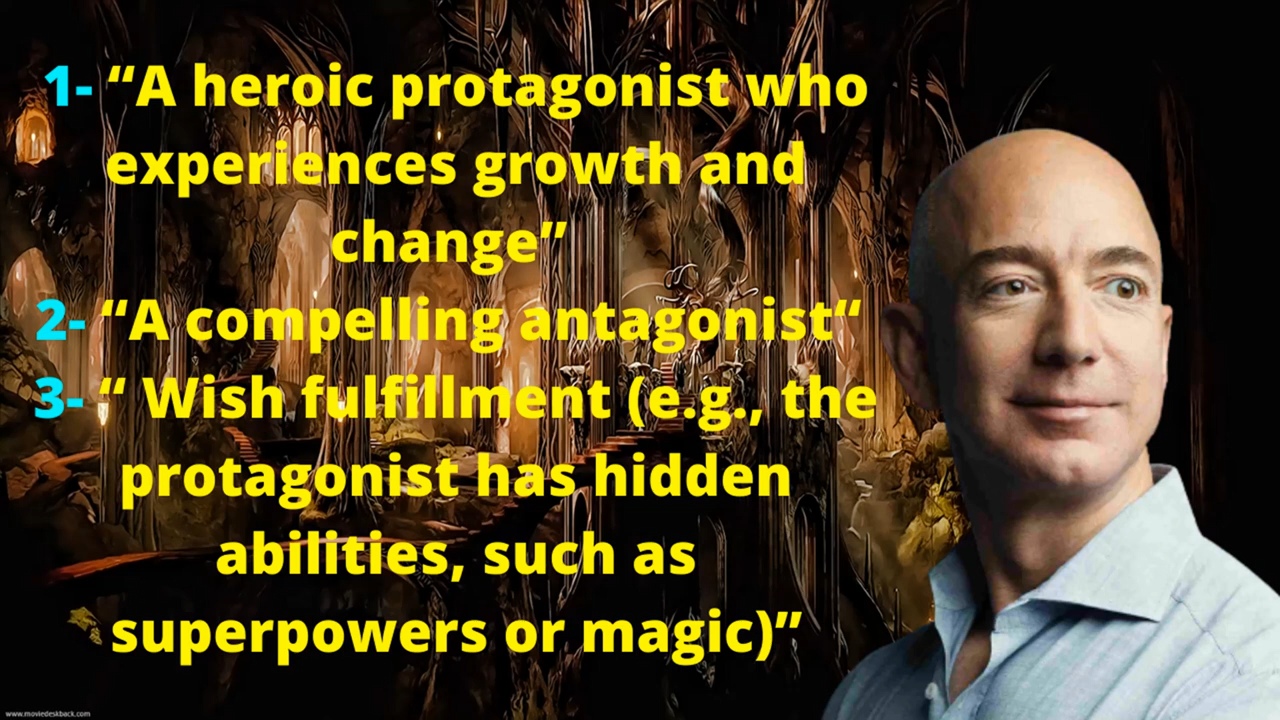 1- “A heroic protagonist who
experiences growth and
change”
2- “A compelling antagonist“
3- “ Wish fulfillment (e.g., the
protagonist has hidden
abilities, such as
superpowers or magic)”
www.moviedeskback.com